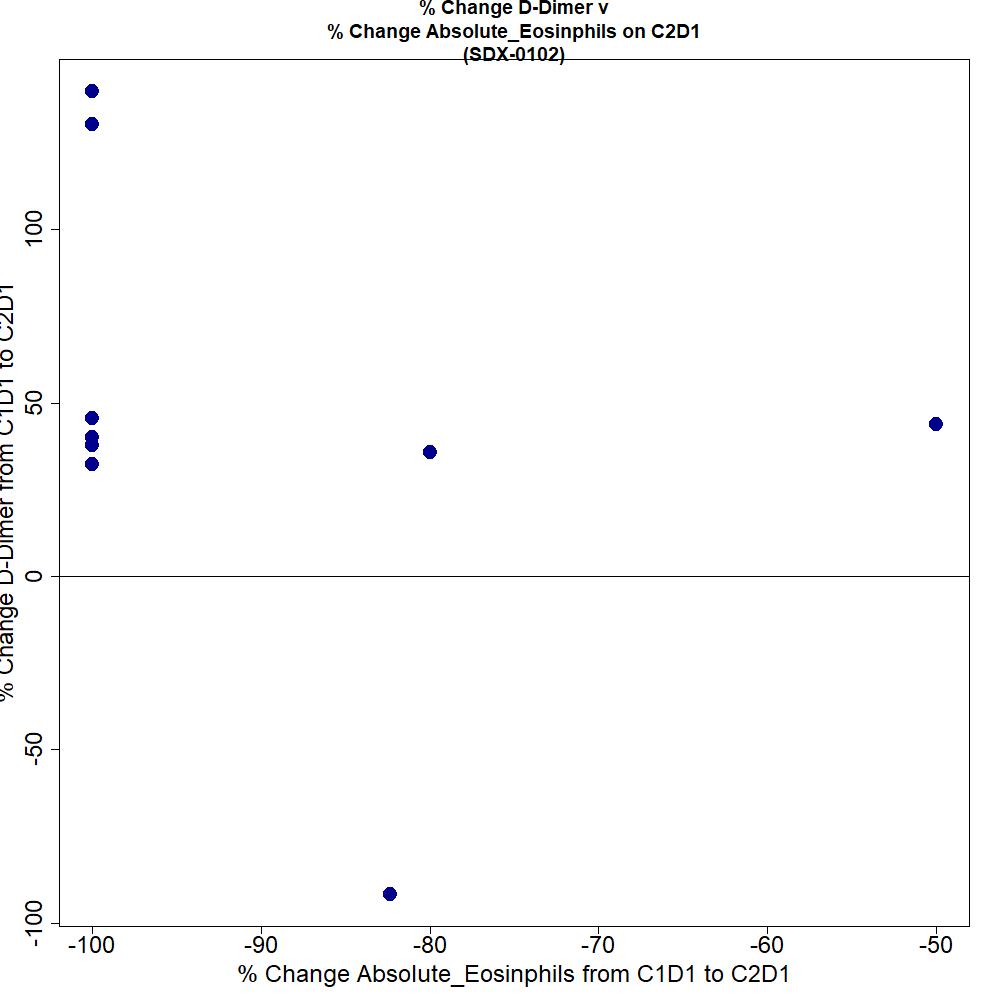 % Change D-Dimer v
% Change Absolute_Eosinphils on C2D1
(SDX-0102)
% Change D-Dimer from C1D1 to C2D1
100
50
0
-50
-100
-100
-90
-80
-70
-60
-50
% Change Absolute_Eosinphils from C1D1 to C2D1